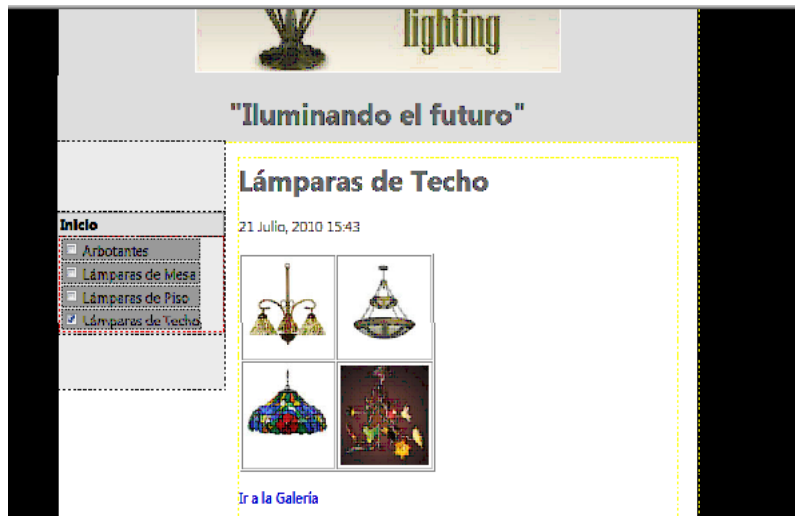 lighting
"Iluminando el futuro"
Lámparas de Techo
21 Julio, 2010 15:43
Inicio
Arbotantes
Lámparas de Mesa
Lámparas de Piso
Lámparas de Techo
Ir a la Galería